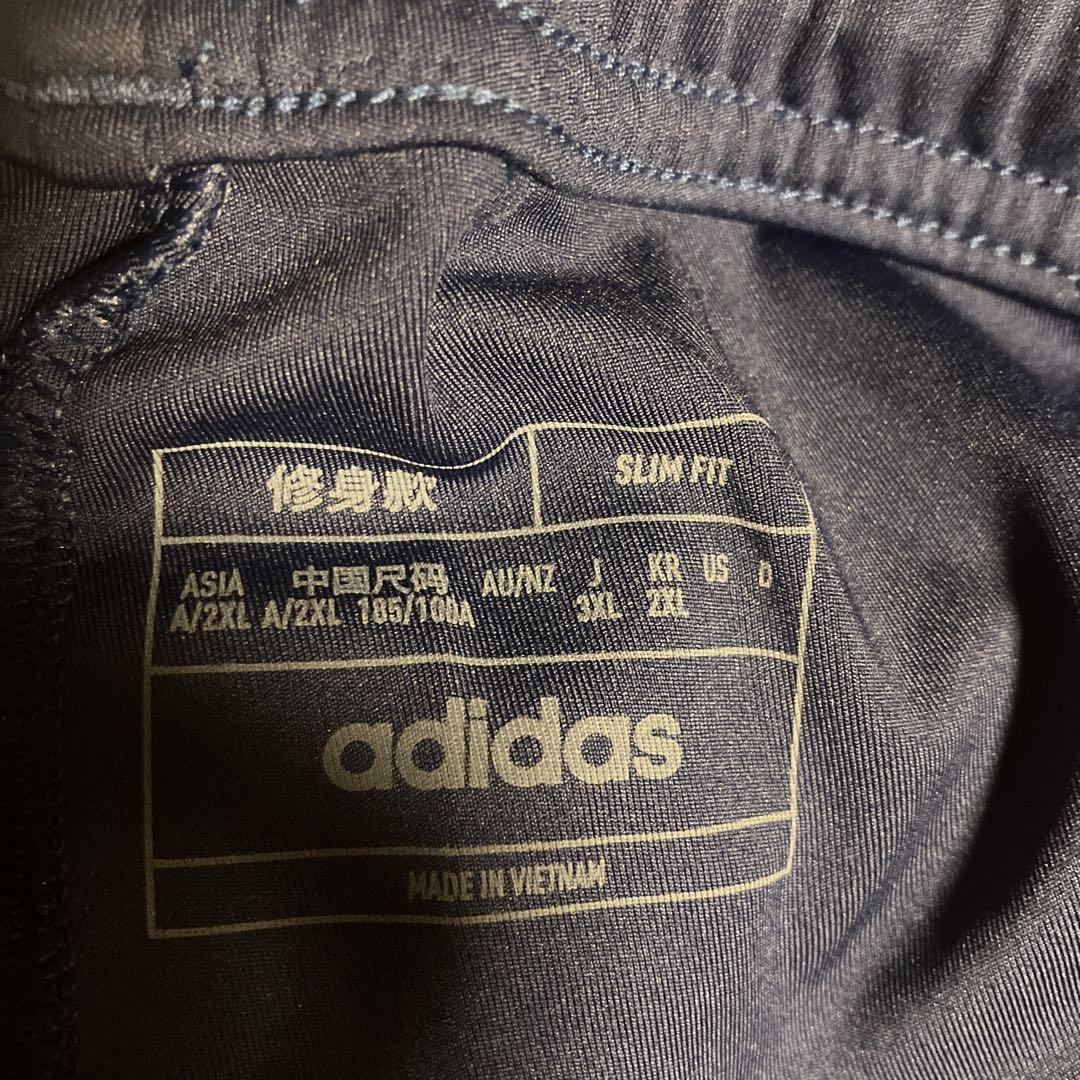 修身款 SLIM FIT
ASIA 中国尺码 AU/NZ J KR US D
A/2XL A/2XL 185/100A 3XL 2XL
adidas
MADE IN VIETNAM